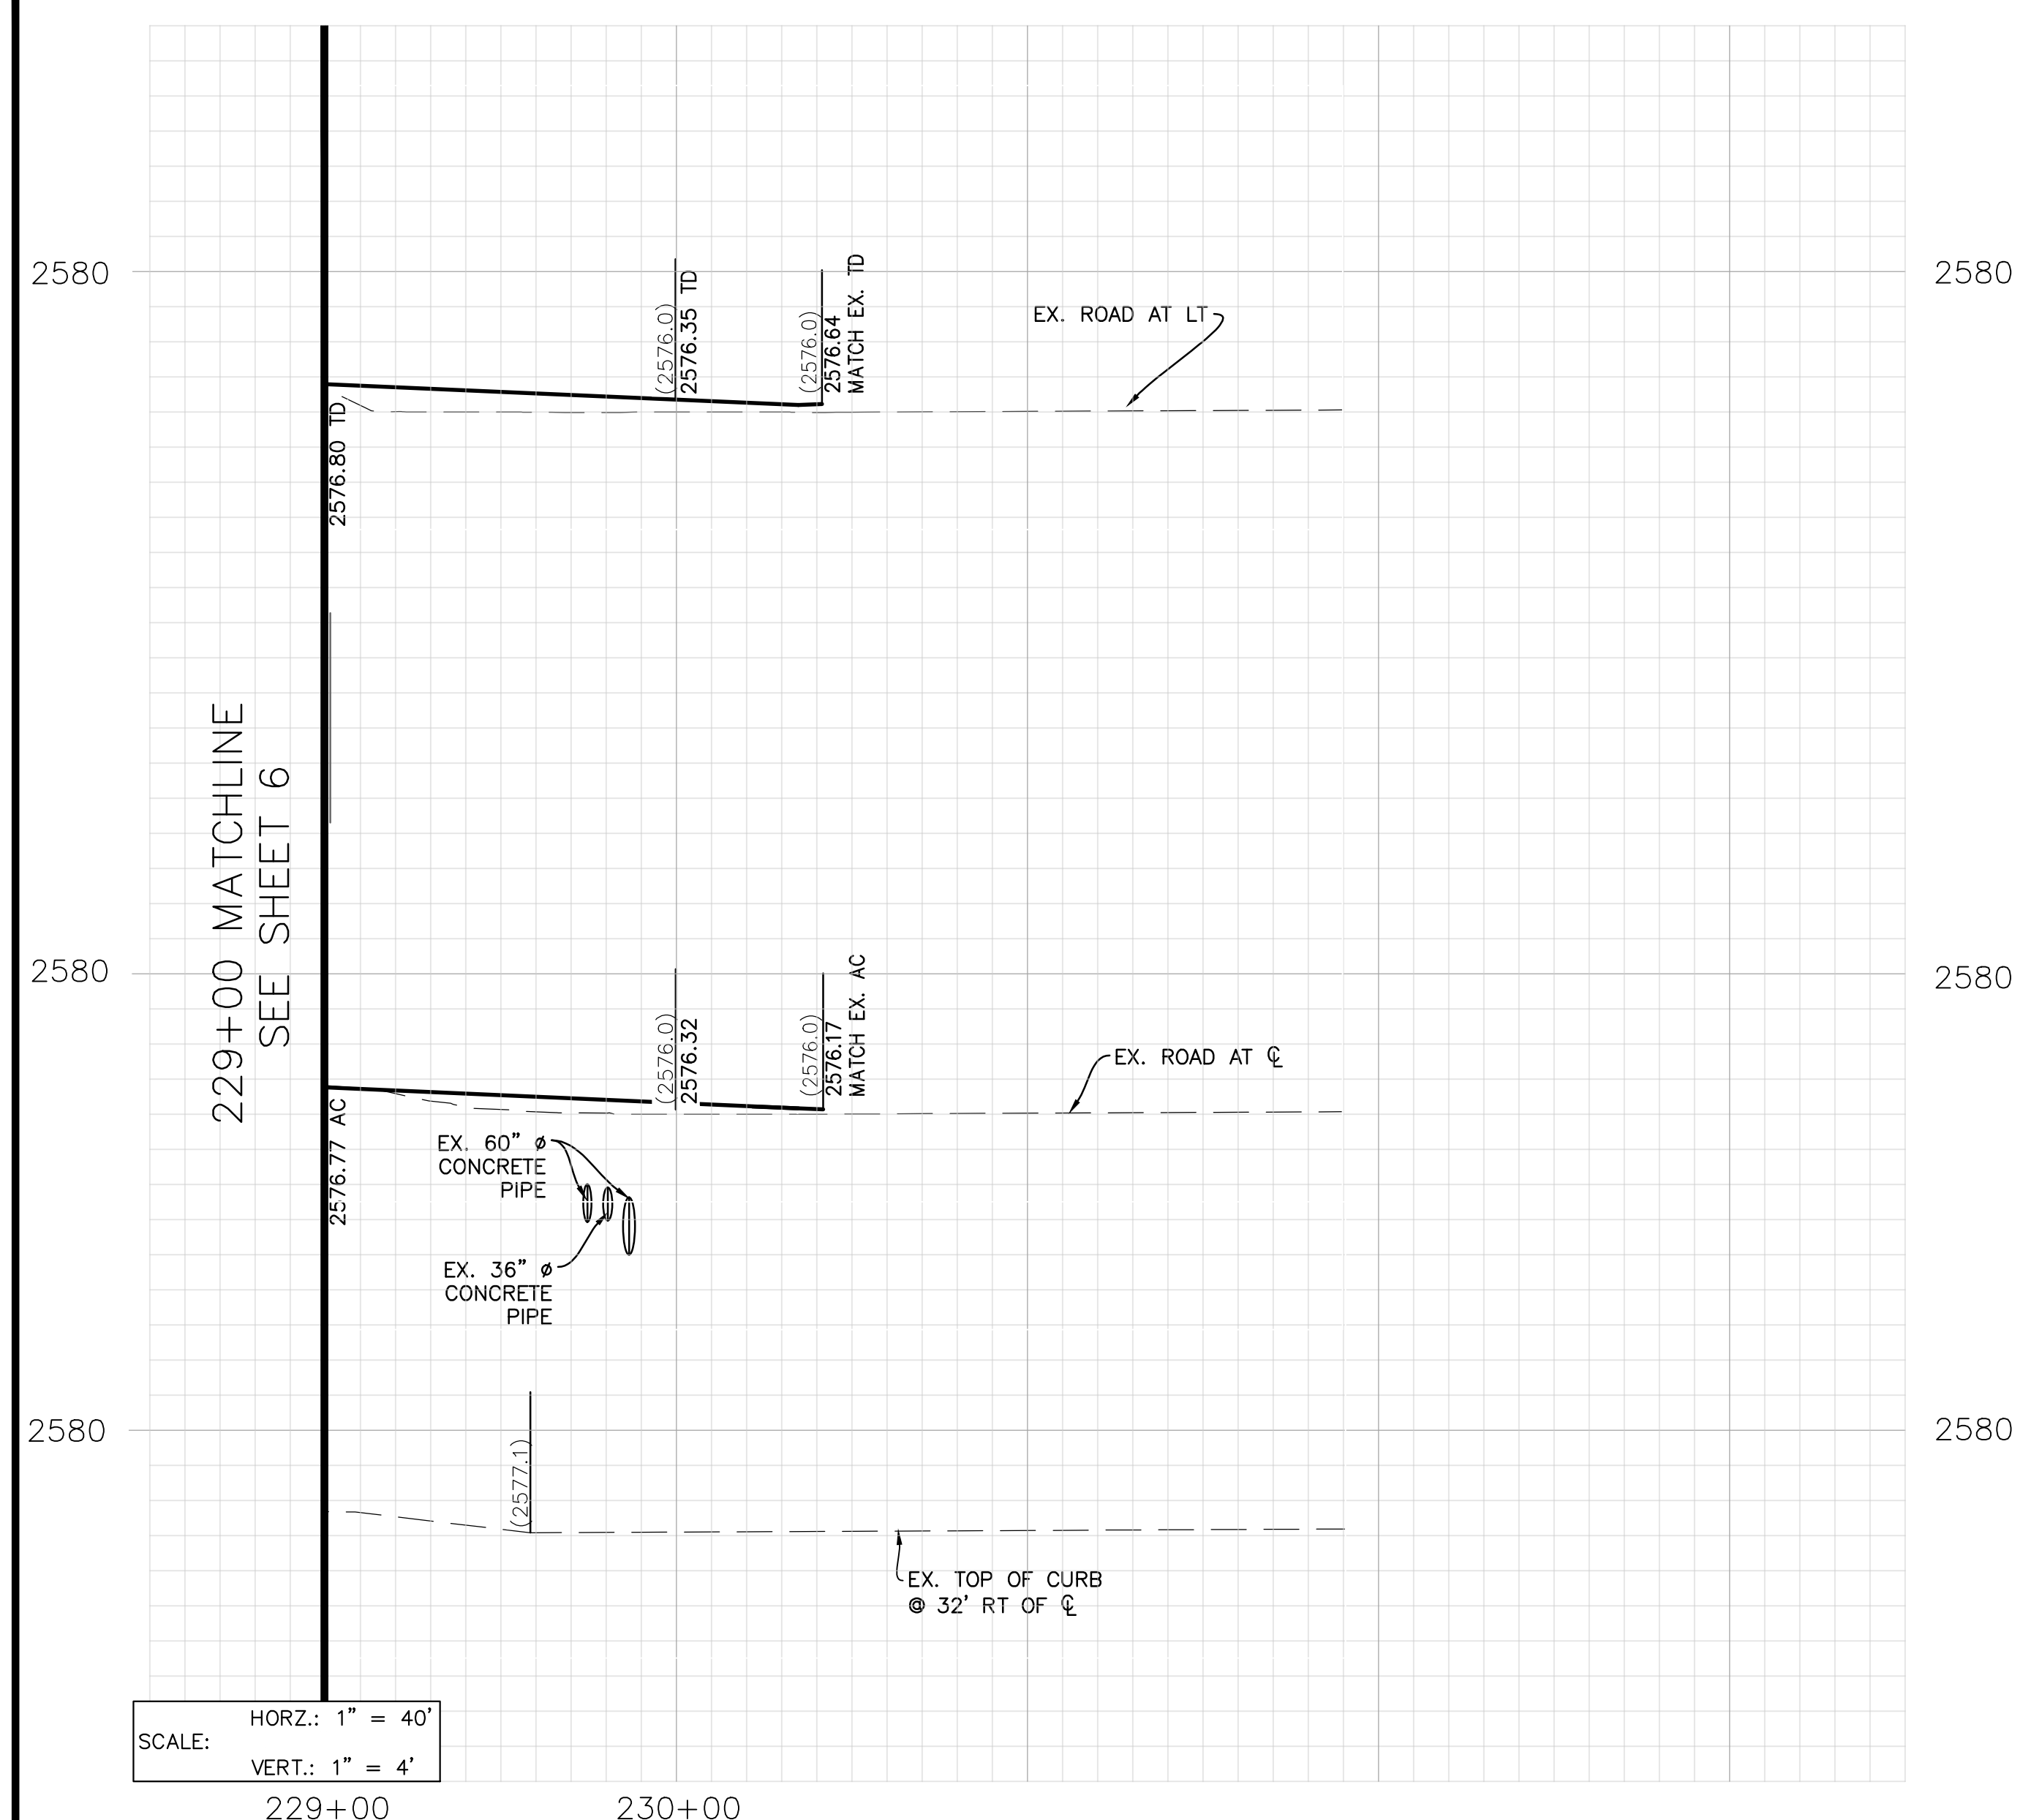 2580
2580
(2576.0)
2576.35 TD
(2576.0)
2576.64
MATCH EX. TD
EX. ROAD AT LT
2576.80 TD
229+00 MATCHLINE
SEE SHEET 6
2580
2580
(2576.0)
2576.32
(2576.0)
2576.17
MATCH EX. AC
EX. ROAD AT ℄
2576.77 AC
EX. 60" ø
CONCRETE
PIPE
EX. 36" ø
CONCRETE
PIPE
2580
2580
(2577.1)
EX. TOP OF CURB
@ 32' RT OF ℄
HORZ.: 1" = 40'
SCALE:
VERT.: 1" = 4'
229+00
230+00